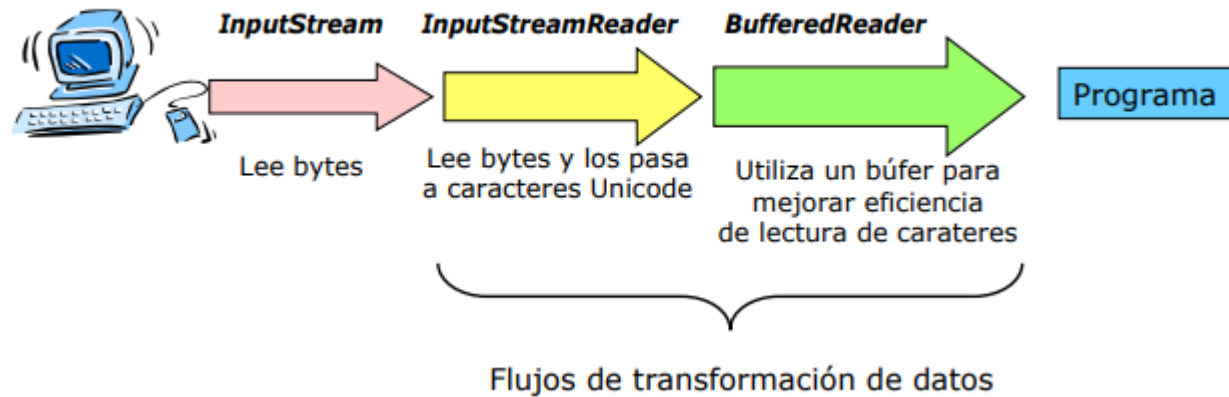 InputStream InputStreamReader BufferedReader
Programa
Lee bytes
Lee bytes y los pasa
a caracteres Unicode
Utiliza un búfer para
mejorar eficiencia
de lectura de carateres
Flujos de transformación de datos